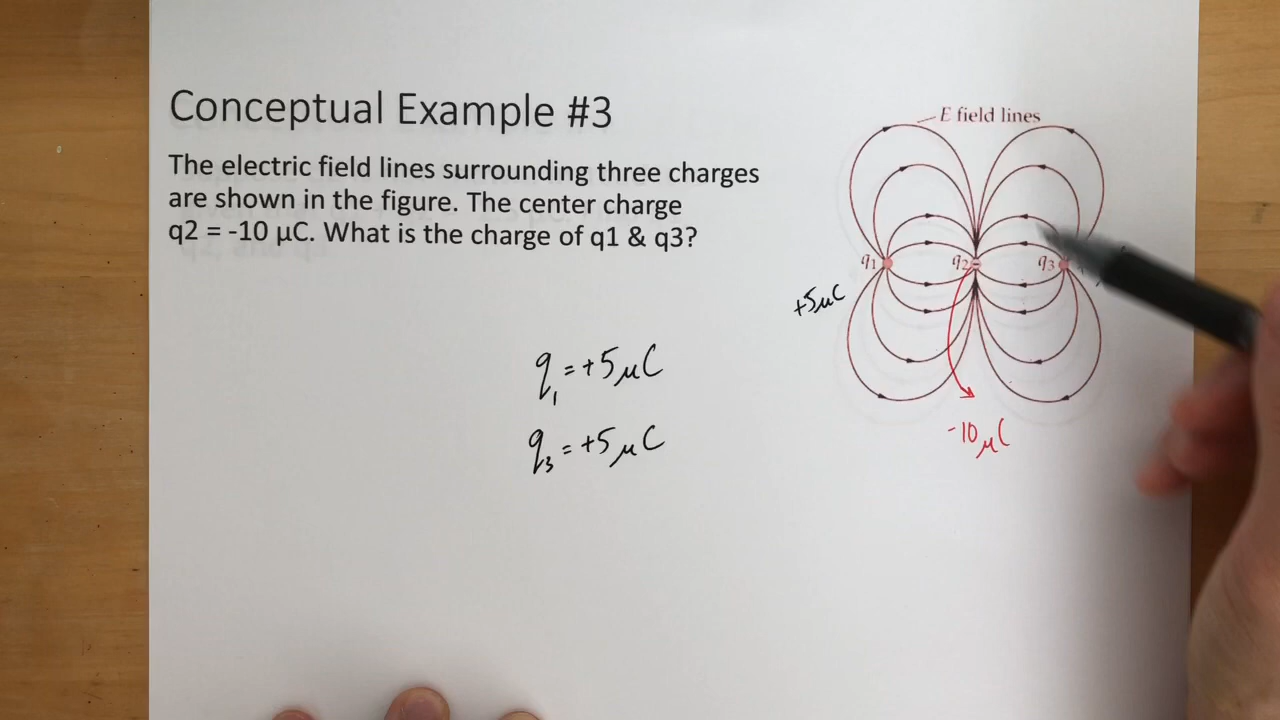 Conceptual Example #3
The electric field lines surrounding three charges
are shown in the figure. The center charge
q2 = -10 μC. What is the charge of q1 & q3?
E field lines
q₁
q₂
q₃
+5μC
q₁ = +5μC
q₃ = +5μC
-10μC